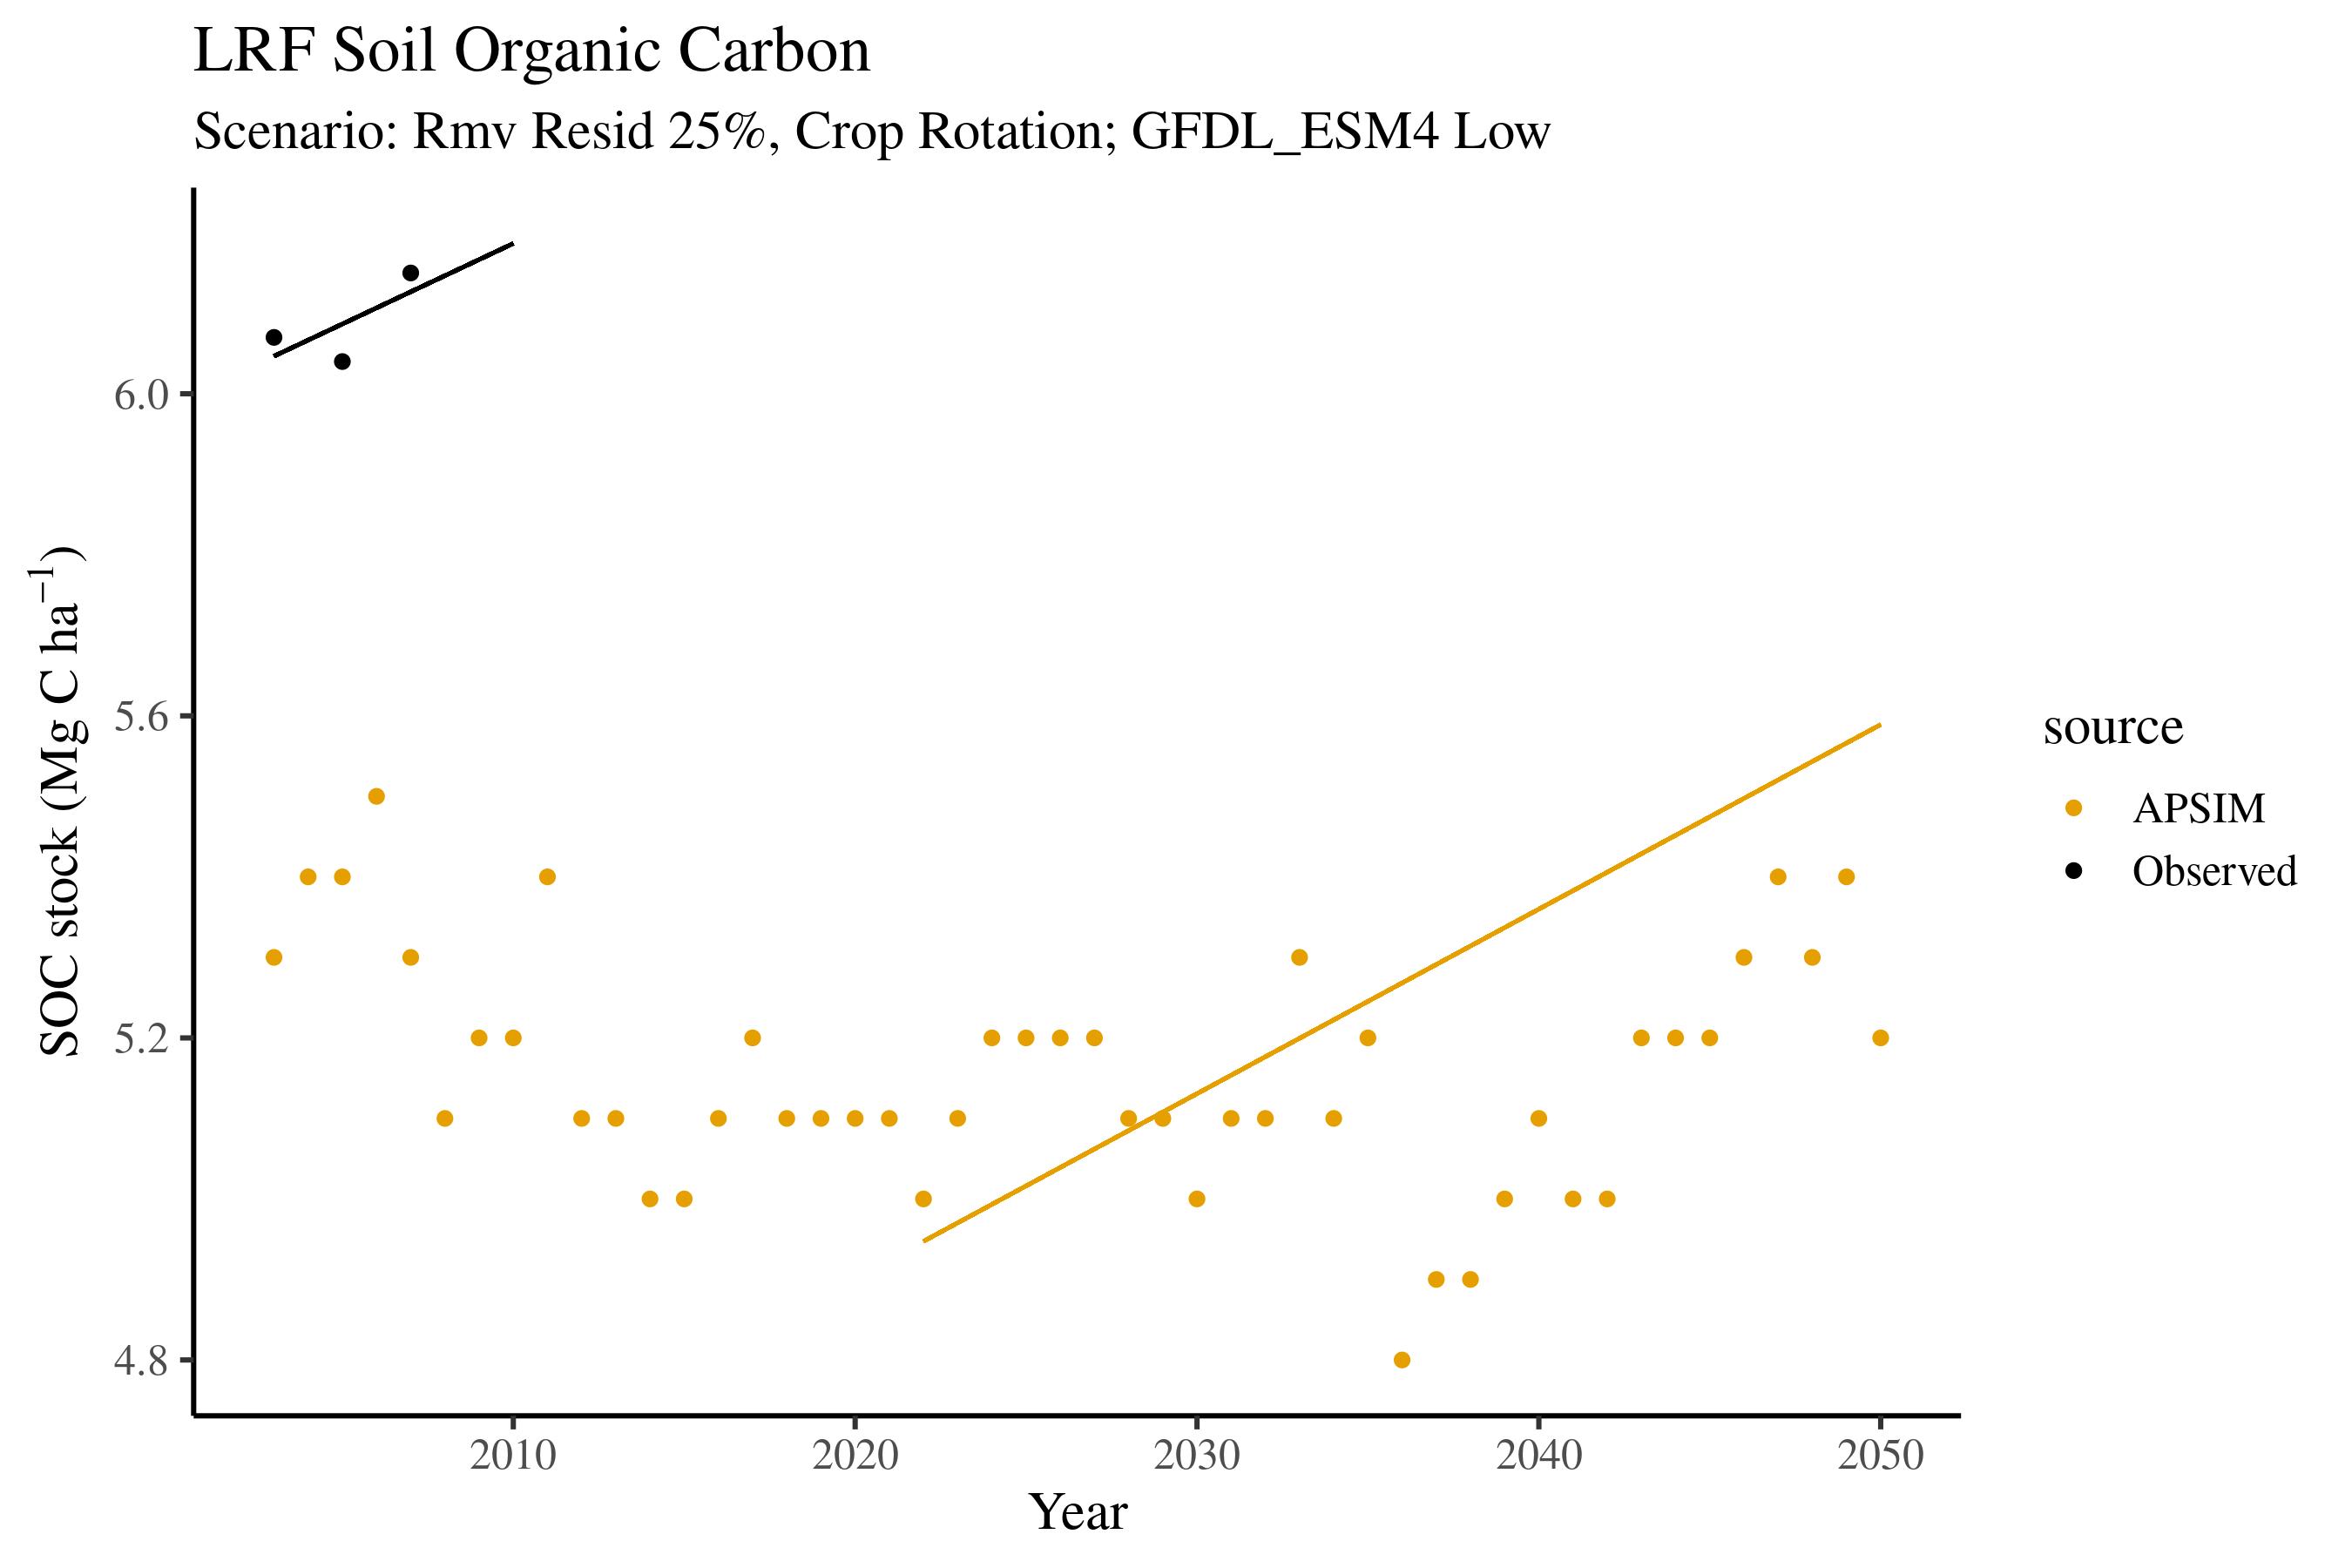 LRF Soil Organic Carbon
Scenario: Rmv Resid 25%, Crop Rotation; GFDL_ESM4 Low
SOC stock (Mg C ha⁻¹)
6.0
5.6
5.2
4.8
2010 2020 2030 2040 2050
Year
source
APSIM
Observed